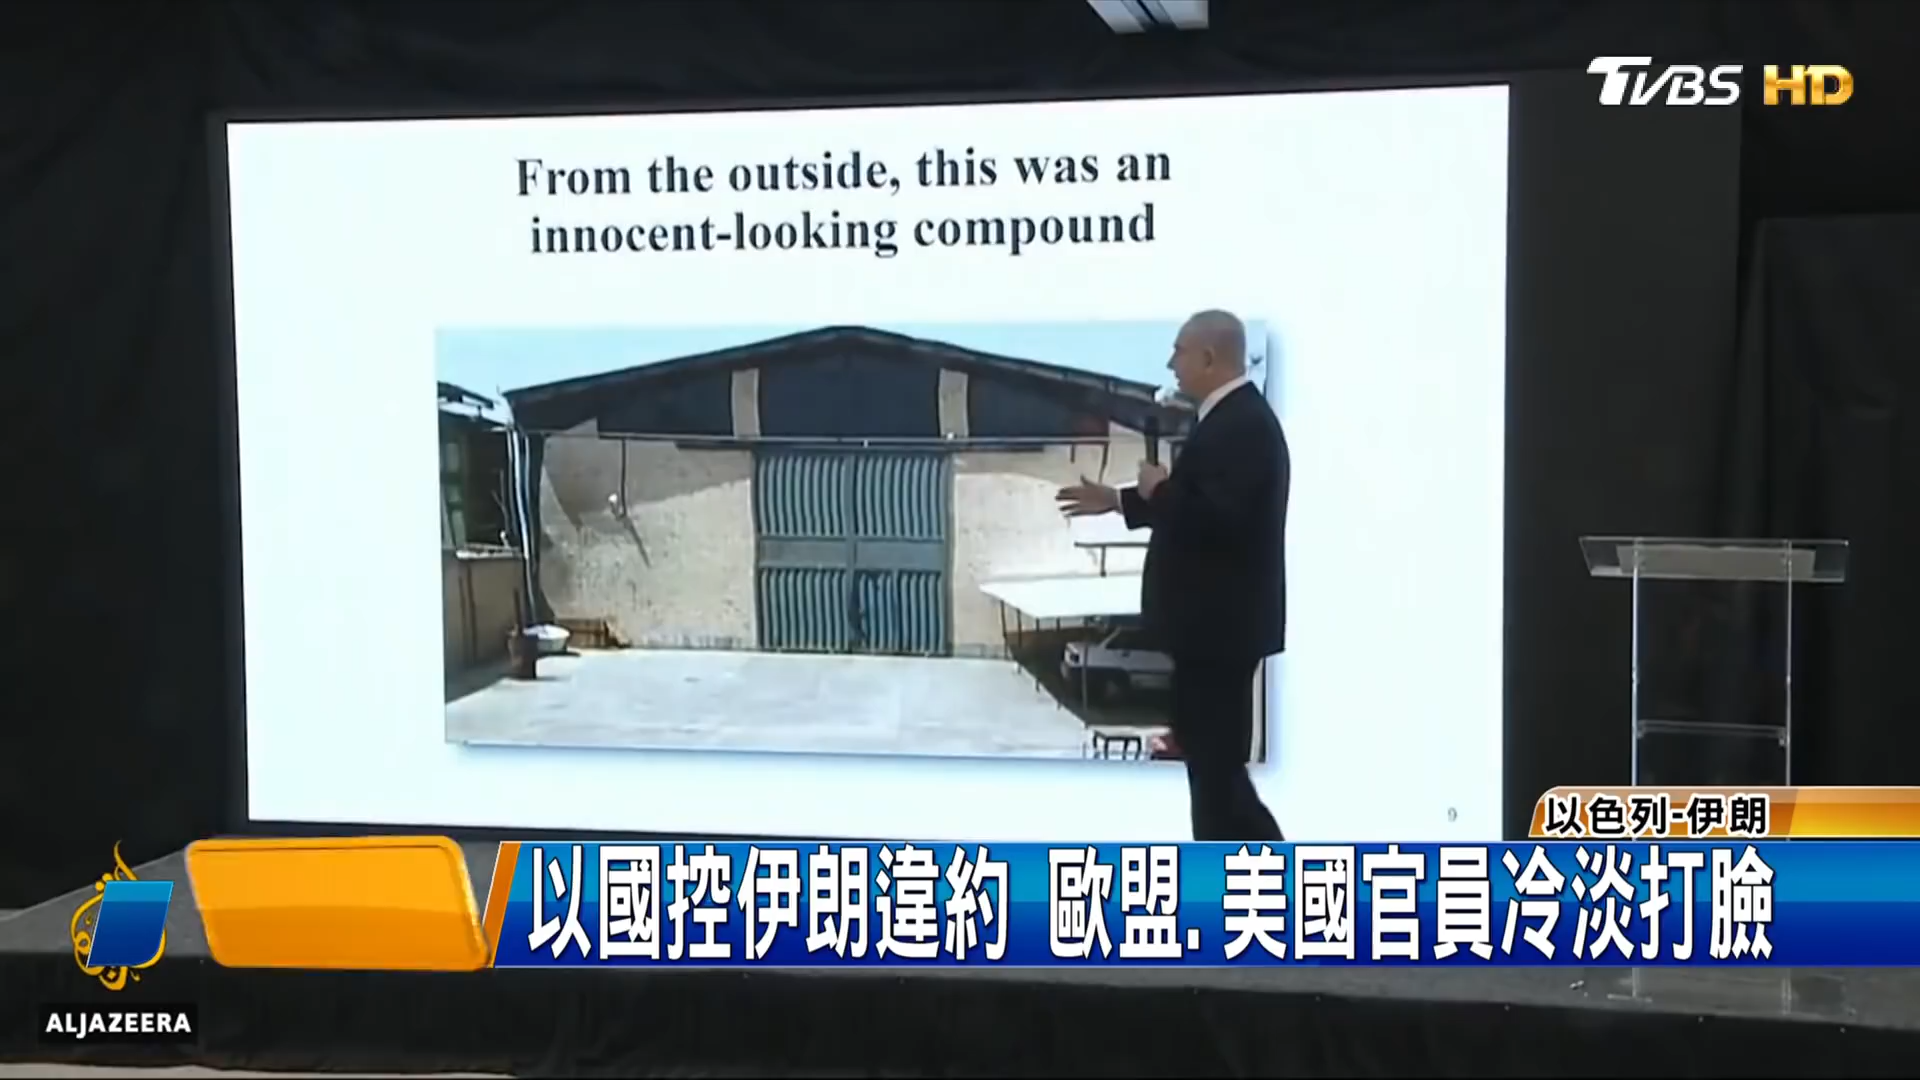 TVBS HD
From the outside, this was an
innocent-looking compound
9
以色列-伊朗
以國控伊朗違約 歐盟.美國官員冷淡打臉
ALJAZEERA